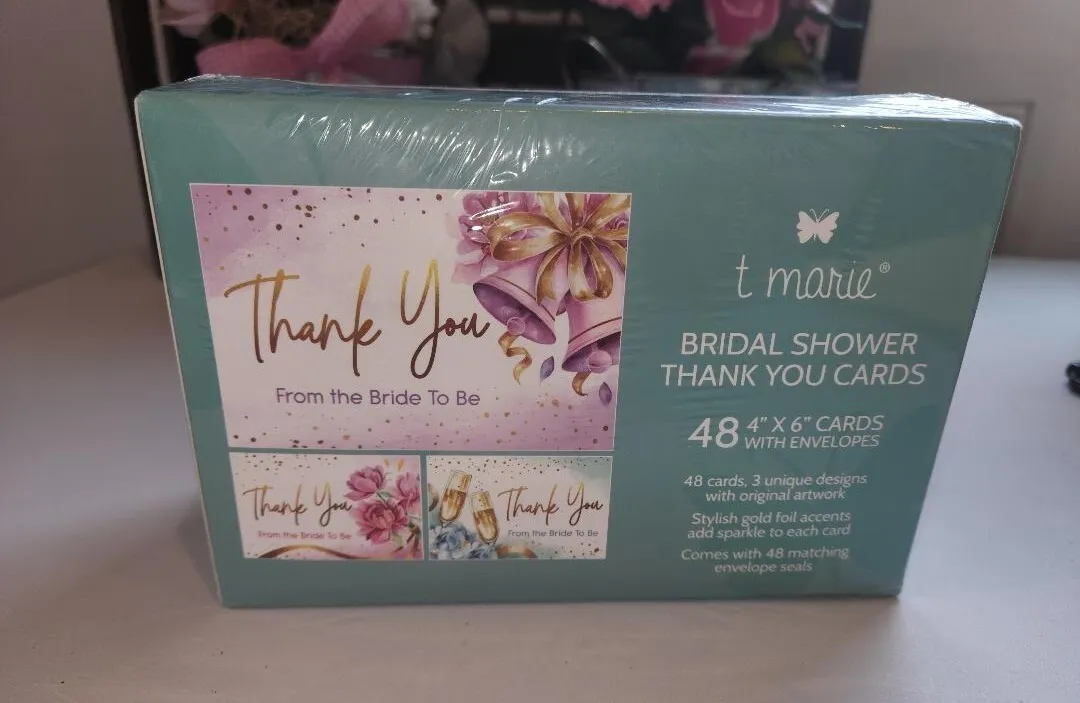 Thank You
From the Bride To Be
Thank You
From the Bride To Be
Thank You
From the Bride To Be
t marie®
BRIDAL SHOWER
THANK YOU CARDS
48 4” X 6” CARDS
WITH ENVELOPES
48 cards, 3 unique designs
with original artwork
Stylish gold foil accents
add sparkle to each card
Comes with 48 matching
envelope seals